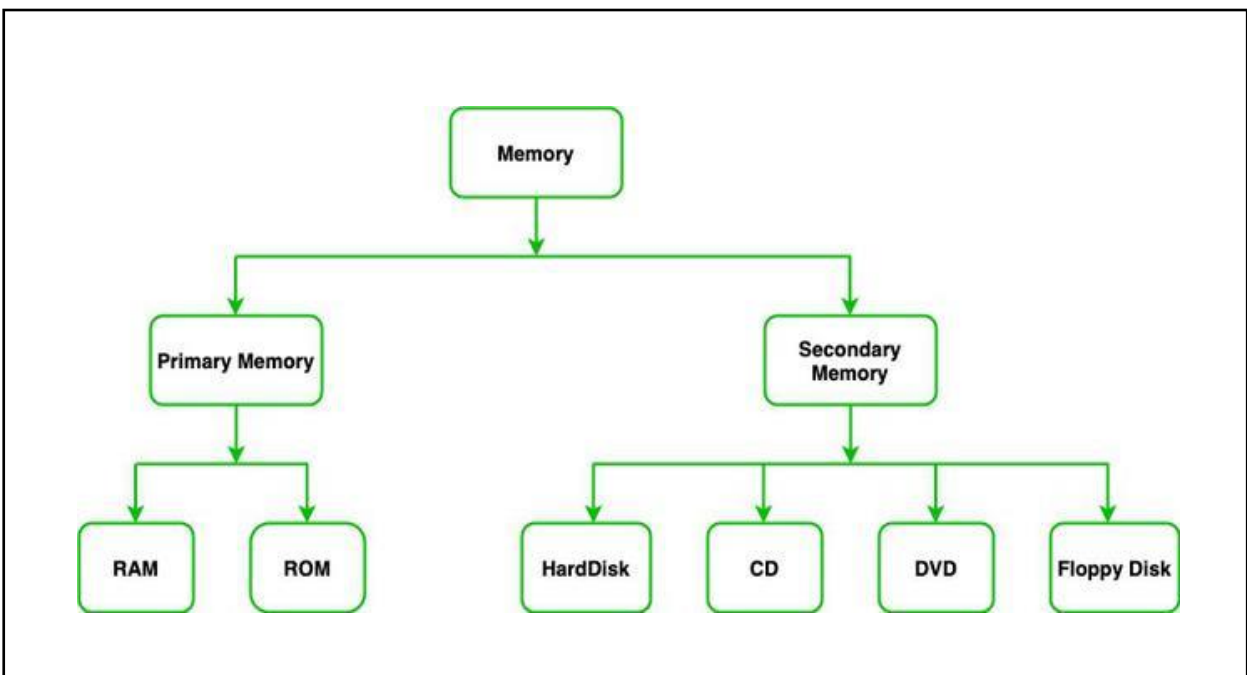 Memory
Primary Memory
Secondary
Memory
RAM
ROM
HardDisk
CD
DVD
Floppy Disk